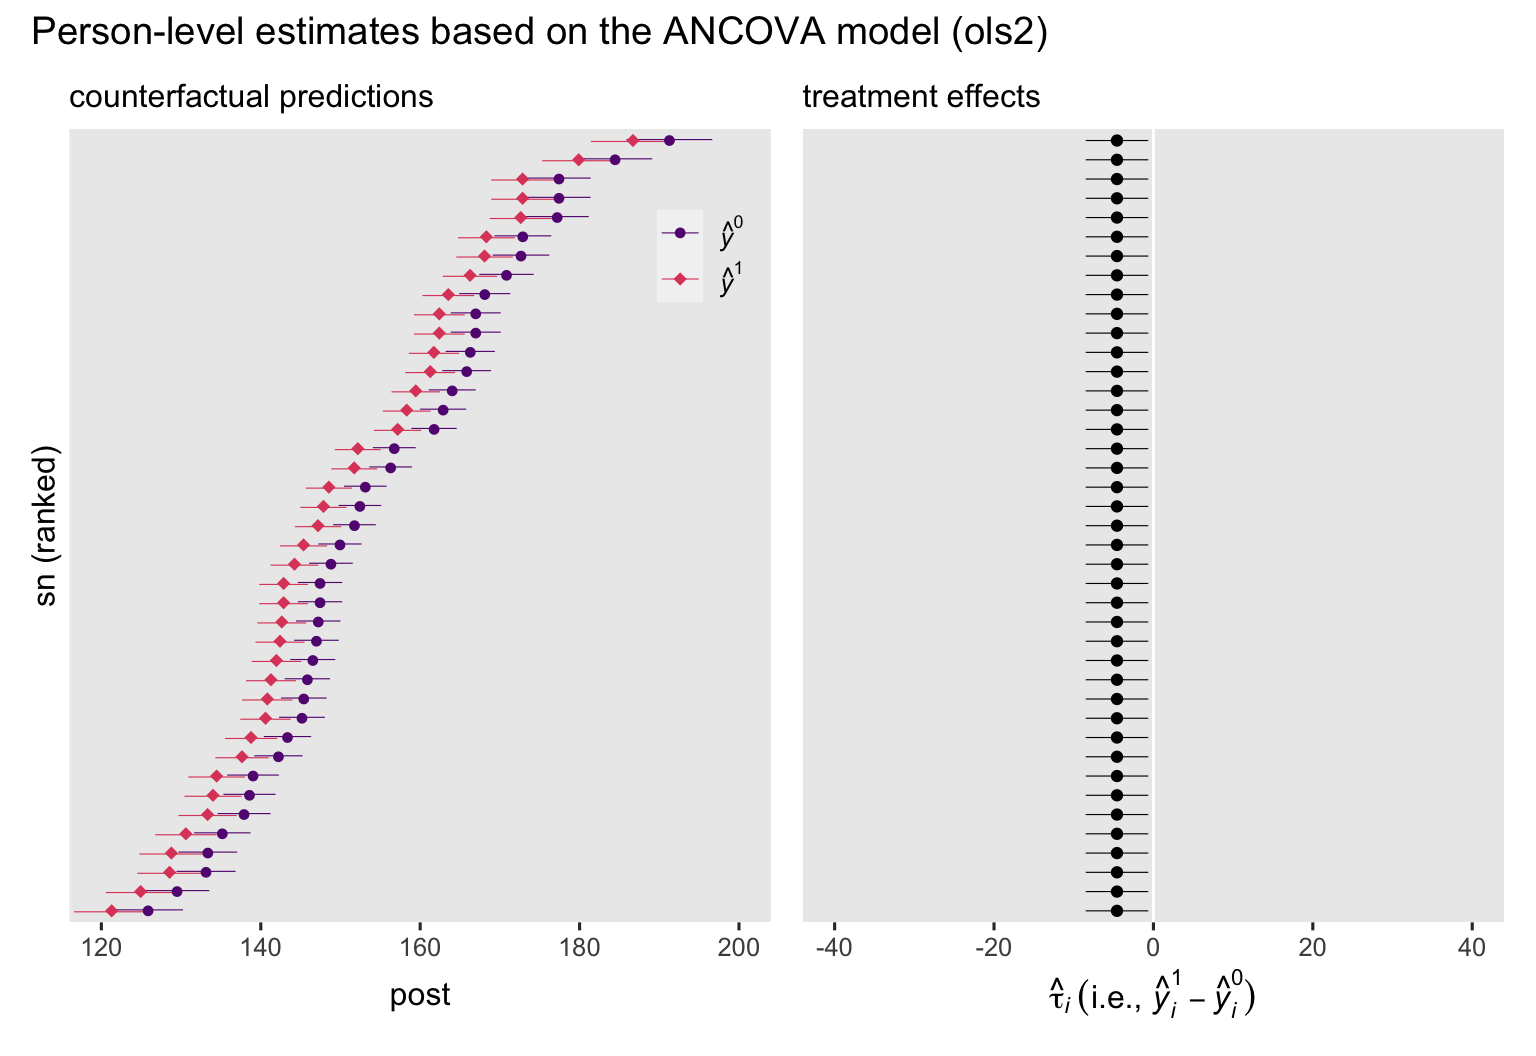 Person-level estimates based on the ANCOVA model (ols2)
counterfactual predictions
treatment effects
ŷ⁰
ŷ¹
sn (ranked)
120 140 160 180 200
-40 -20 0 20 40
post
τ̂ᵢ (i.e., ŷᵢ¹ − ŷᵢ⁰)